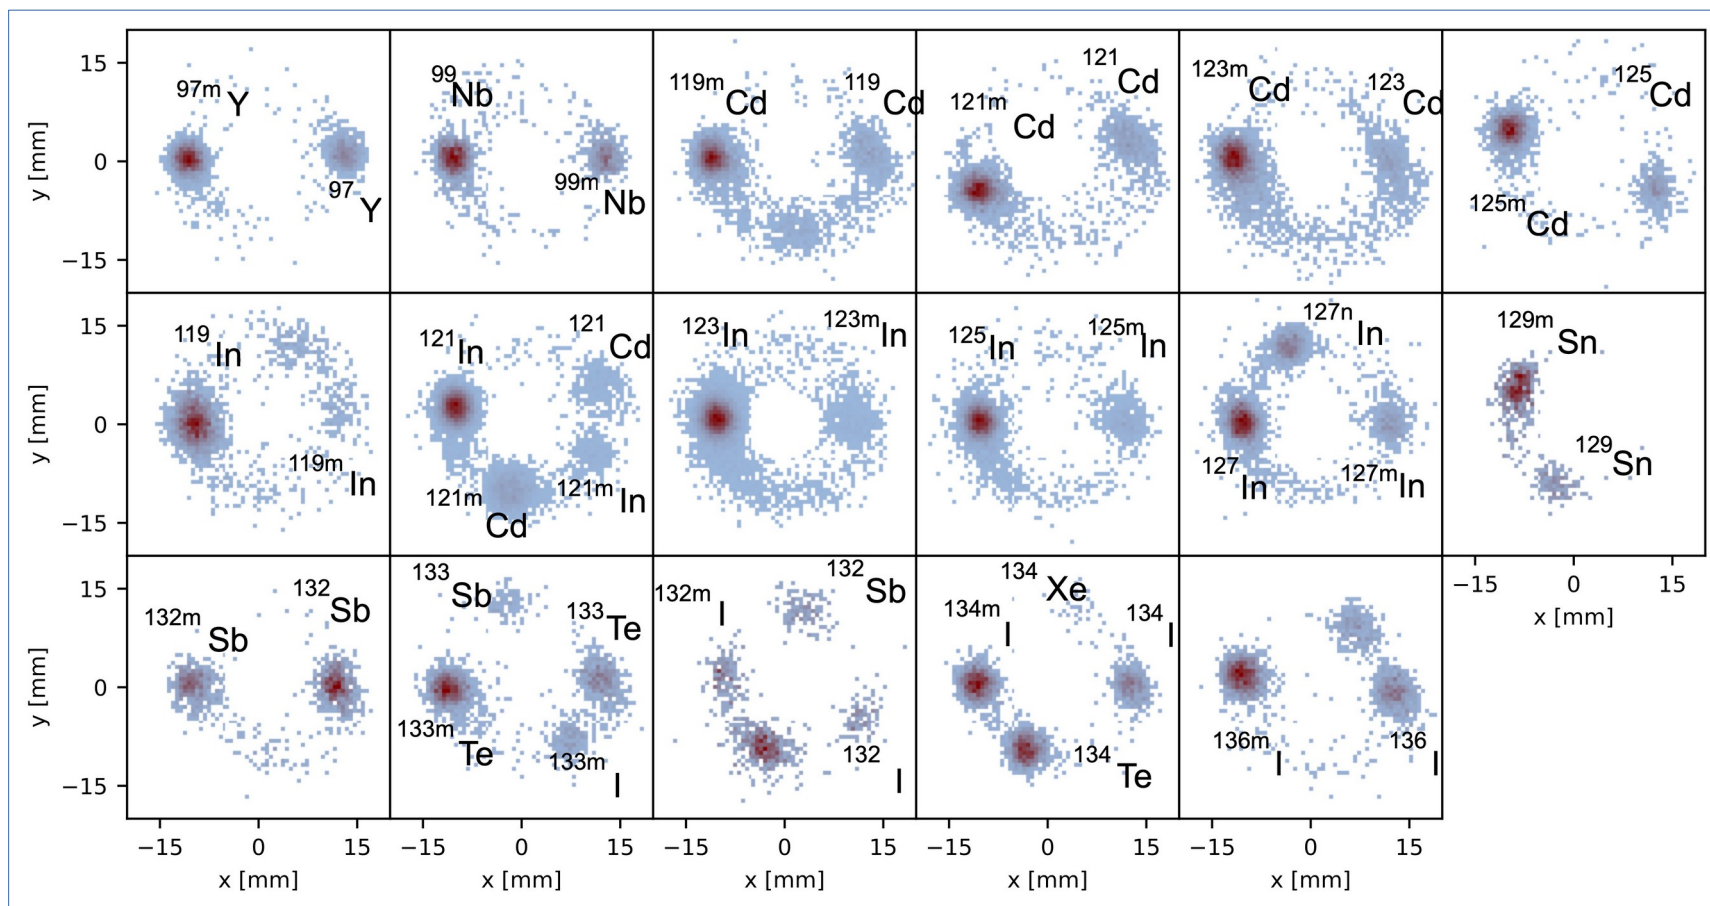 15
0
−15
y [mm]
97m Y
97 Y
99 Nb
99m Nb
119m Cd
119 Cd
121m Cd
121 Cd
123m Cd
123 Cd
125 Cd
125m Cd
15
0
−15
y [mm]
119 In
119m In
121 In
121 Cd
121m Cd
121m In
123 In
123m In
125 In
125m In
127n In
127 In
127m In
129m Sn
129 Sn
−15 0 15
x [mm]
15
0
−15
y [mm]
132m Sb
132 Sb
133 Sb
133 Te
133m Te
133m I
132m I
132 Sb
132 I
134 Xe
134m I
134 I
134 Te
136m I
136 I
−15 0 15 −15 0 15 −15 0 15 −15 0 15 −15 0 15
x [mm] x [mm] x [mm] x [mm] x [mm]